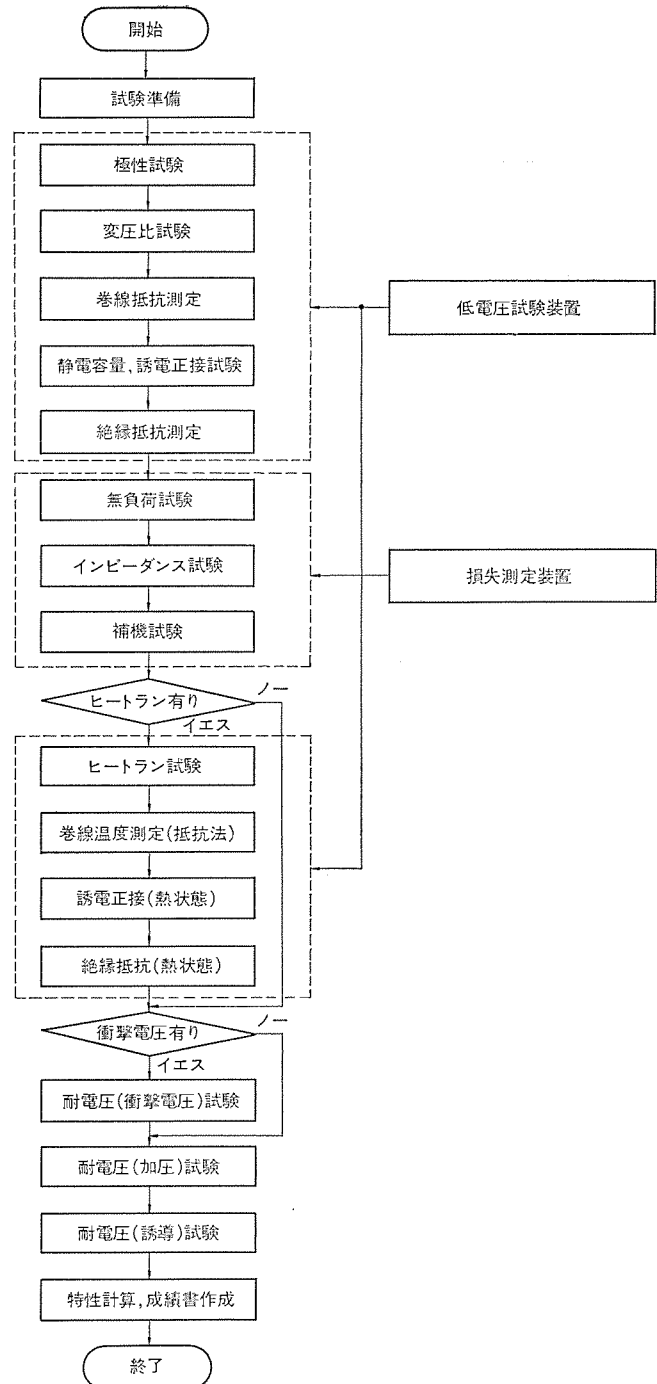 開始
試験準備
極性試験
変圧比試験
巻線抵抗測定
低電圧試験装置
静電容量,誘電正接試験
絶縁抵抗測定
無負荷試験
インピーダンス試験
損失測定装置
補機試験
ヒートラン有り
ノー
イエス
ヒートラン試験
巻線温度測定(抵抗法)
誘電正接(熱状態)
絶縁抵抗(熱状態)
衝撃電圧有り
ノー
イエス
耐電圧(衝撃電圧)試験
耐電圧(加圧)試験
耐電圧(誘導)試験
特性計算,成績書作成
終了